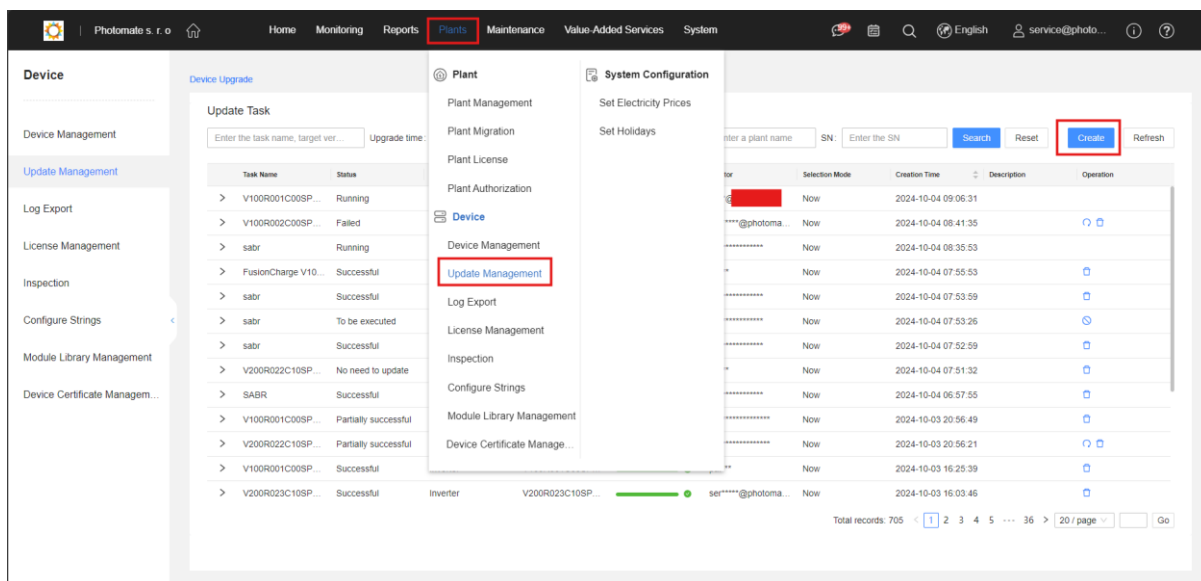 Photomate s. r. o Home Monitoring Reports Plants Maintenance Value-Added Services System 99+ English service@photo...
Device
Device Management
Update Management
Log Export
License Management
Inspection
Configure Strings
Module Library Management
Device Certificate Managem...
Plant
Plant Management
Plant Migration
Plant License
Plant Authorization
Device
Device Management
Update Management
Log Export
License Management
Inspection
Configure Strings
Module Library Management
Device Certificate Manage...
System Configuration
Set Electricity Prices
Set Holidays
Device Upgrade
Update Task
Enter the task name, target ver... Upgrade time: nter a plant name SN: Enter the SN Search Reset Create Refresh
Task Name Status tor Selection Mode Creation Time Description Operation
V100R001C00SP... Running Now 2024-10-04 09:06:31
V100R002C00SP... Failed ****@photoma... Now 2024-10-04 08:41:35
sabr Running ************ Now 2024-10-04 08:35:53
FusionCharge V10... Successful ** Now 2024-10-04 07:55:53
sabr Successful ************ Now 2024-10-04 07:53:59
sabr To be executed ************ Now 2024-10-04 07:53:26
sabr Successful ************ Now 2024-10-04 07:52:59
V200R022C10SP... No need to update ** Now 2024-10-04 07:51:32
SABR Successful ************ Now 2024-10-04 06:57:55
V100R001C00SP... Partially successful ************** Now 2024-10-03 20:56:49
V200R022C10SP... Partially successful ************** Now 2024-10-03 20:56:21
V100R001C00SP... Successful Now 2024-10-03 16:25:39
V200R023C10SP... Successful Inverter V200R023C10SP... ser*****@photoma... Now 2024-10-03 16:03:46
Total records: 705 < 1 2 3 4 5 ··· 36 > 20 / page Go